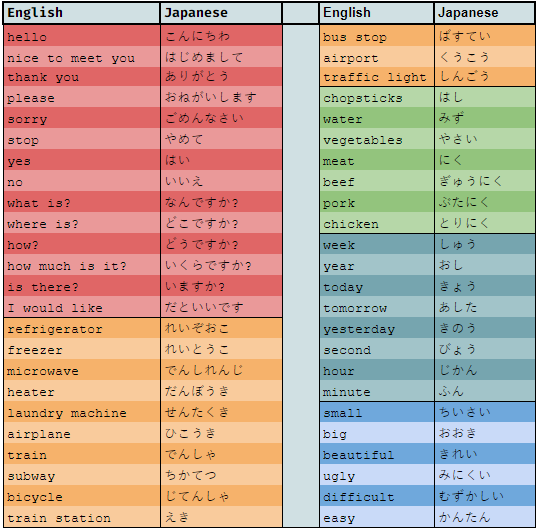 English Japanese
hello こんにちわ
nice to meet you はじめまして
thank you ありがとう
please おねがいします
sorry ごめんなさい
stop やめて
yes はい
no いいえ
what is? なんですか?
where is? どこですか?
how? どうですか?
how much is it? いくらですか?
is there? いますか?
I would like だといいです
refrigerator れいぞおこ
freezer れいとうこ
microwave でんしれんじ
heater だんぼうき
laundry machine せんたくき
airplane ひこうき
train でんしゃ
subway ちかてつ
bicycle じてんしゃ
train station えき
English Japanese
bus stop ばすてい
airport くうこう
traffic light しんごう
chopsticks はし
water みず
vegetables やさい
meat にく
beef ぎゅうにく
pork ぶたにく
chicken とりにく
week しゅう
year おし
today きょう
tomorrow あした
yesterday きのう
second びょう
hour じかん
minute ふん
small ちいさい
big おおき
beautiful きれい
ugly みにくい
difficult むずかしい
easy かんたん